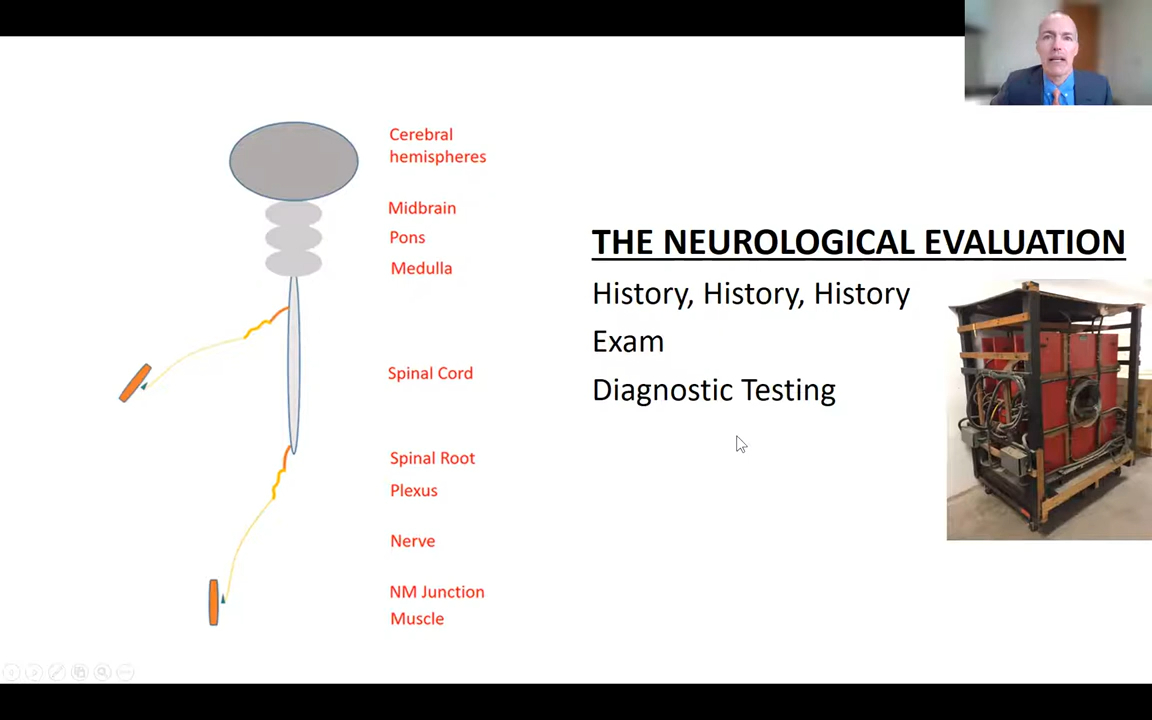 Cerebral
hemispheres
Midbrain
Pons
Medulla
Spinal Cord
Spinal Root
Plexus
Nerve
NM Junction
Muscle
THE NEUROLOGICAL EVALUATION
History, History, History
Exam
Diagnostic Testing